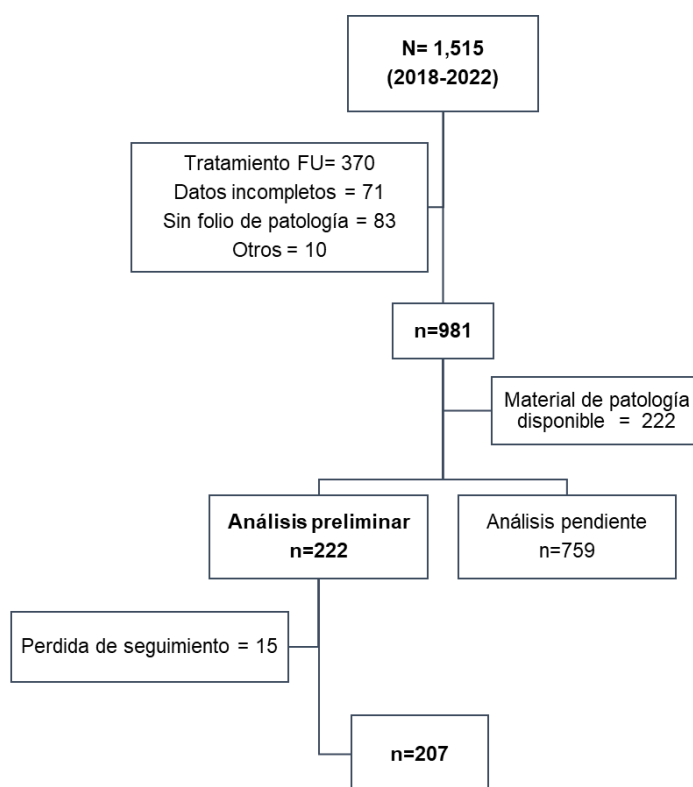 N= 1,515
(2018-2022)
Tratamiento FU= 370
Datos incompletos = 71
Sin folio de patología = 83
Otros = 10
n=981
Material de patología
disponible = 222
Análisis preliminar
n=222
Análisis pendiente
n=759
Perdida de seguimiento = 15
n=207